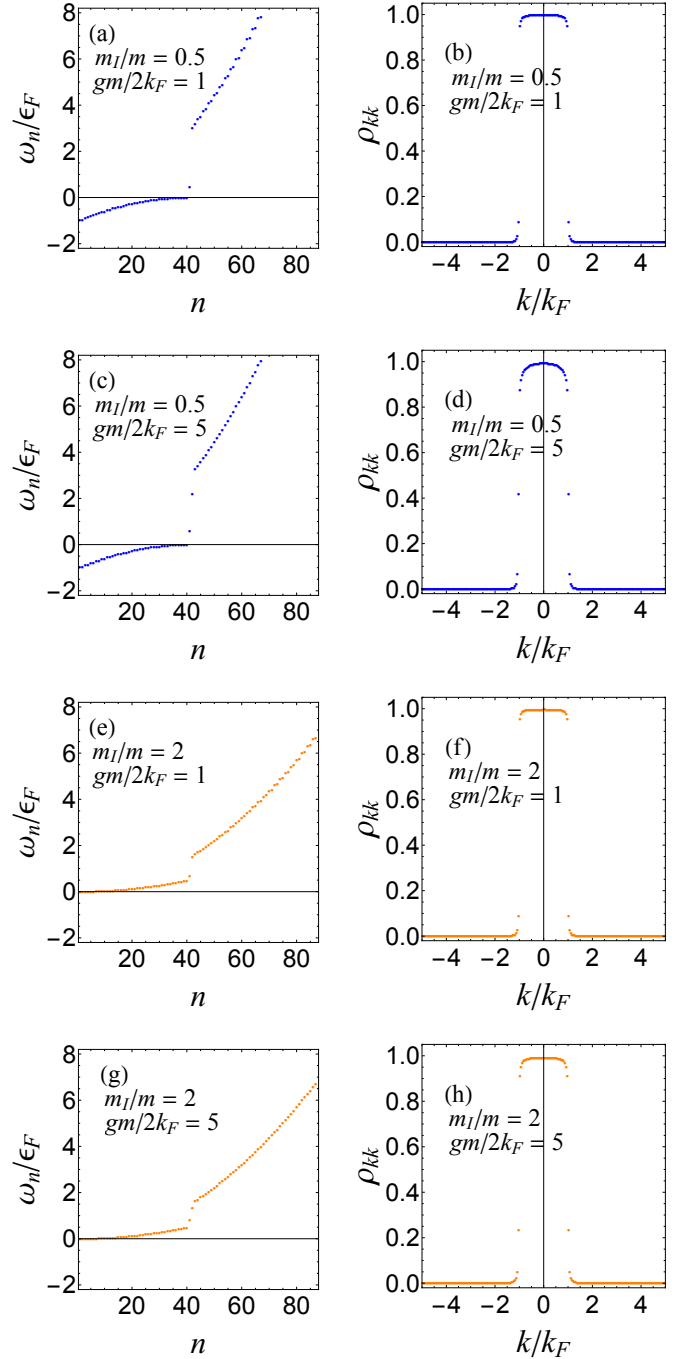 (a)
m_I/m = 0.5
gm/2k_F = 1
ω_n/ϵ_F
8
6
4
2
0
−2
20 40 60 80
n
(b)
m_I/m = 0.5
gm/2k_F = 1
ρ_kk
1.0
0.8
0.6
0.4
0.2
0.0
−4 −2 0 2 4
k/k_F
(c)
m_I/m = 0.5
gm/2k_F = 5
ω_n/ϵ_F
8
6
4
2
0
−2
20 40 60 80
n
(d)
m_I/m = 0.5
gm/2k_F = 5
ρ_kk
1.0
0.8
0.6
0.4
0.2
0.0
−4 −2 0 2 4
k/k_F
(e)
m_I/m = 2
gm/2k_F = 1
ω_n/ϵ_F
8
6
4
2
0
−2
20 40 60 80
n
(f)
m_I/m = 2
gm/2k_F = 1
ρ_kk
1.0
0.8
0.6
0.4
0.2
0.0
−4 −2 0 2 4
k/k_F
(g)
m_I/m = 2
gm/2k_F = 5
ω_n/ϵ_F
8
6
4
2
0
−2
20 40 60 80
n
(h)
m_I/m = 2
gm/2k_F = 5
ρ_kk
1.0
0.8
0.6
0.4
0.2
0.0
−4 −2 0 2 4
k/k_F